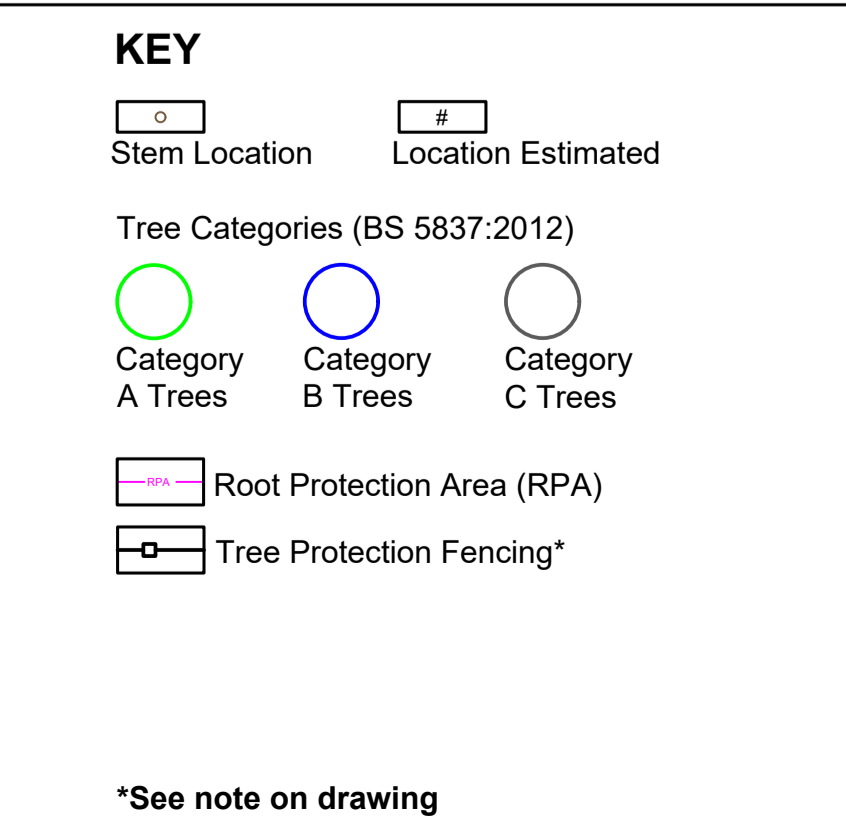 KEY
#
Stem Location
Location Estimated
Tree Categories (BS 5837:2012)
Category
A Trees
Category
B Trees
Category
C Trees
RPA
Root Protection Area (RPA)
Tree Protection Fencing*
*See note on drawing